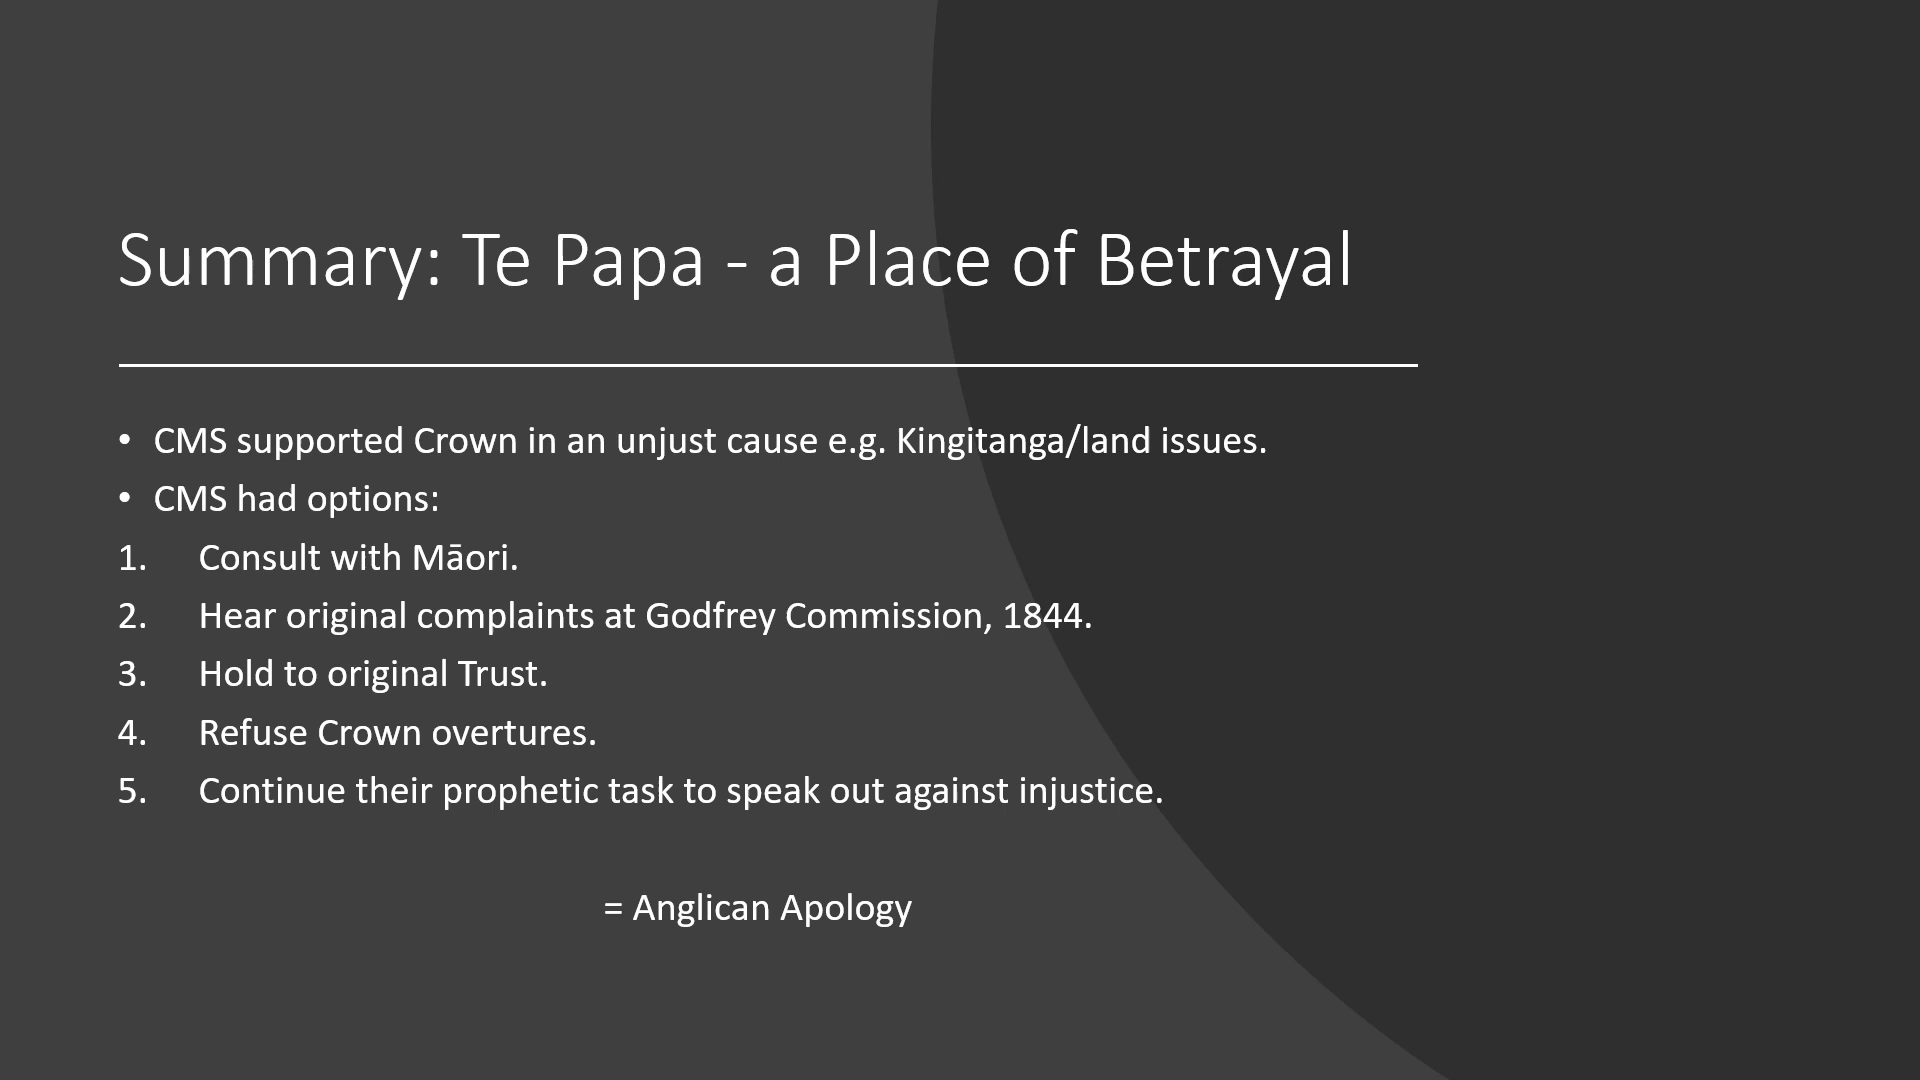 Summary: Te Papa - a Place of Betrayal
• CMS supported Crown in an unjust cause e.g. Kingitanga/land issues.
• CMS had options:
1. Consult with Māori.
2. Hear original complaints at Godfrey Commission, 1844.
3. Hold to original Trust.
4. Refuse Crown overtures.
5. Continue their prophetic task to speak out against injustice.
= Anglican Apology